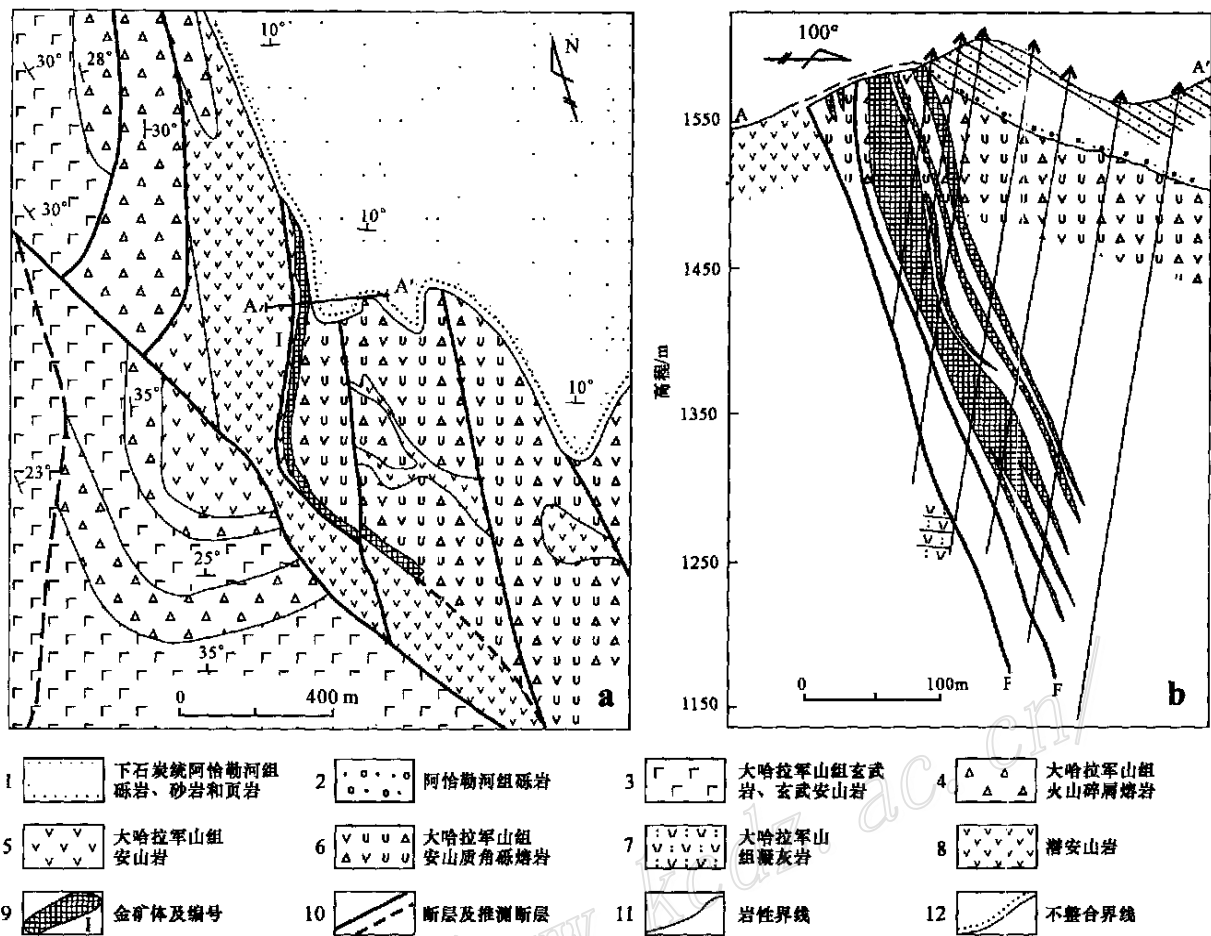 10°
N
30°
28°
30°
30°
10°
A
A'
I
35°
10°
23°
25°
35°
0
400 m
a
100°
A'
A
1550
1450
高程/m
1350
1250
1150
0
100m
F
F
b
1
下石炭统阿恰勒河组
砾岩、砂岩和页岩
2
阿恰勒河组砾岩
3
大哈拉军山组玄武
岩、玄武安山岩
4
大哈拉军山组
火山碎屑熔岩
5
大哈拉军山组
安山岩
6
大哈拉军山组
安山质角砾熔岩
7
大哈拉军山
组凝灰岩
8
潜安山岩
9
I
金矿体及编号
10
断层及推测断层
11
岩性界线
12
不整合界线
www.kcdz.ac.cn/